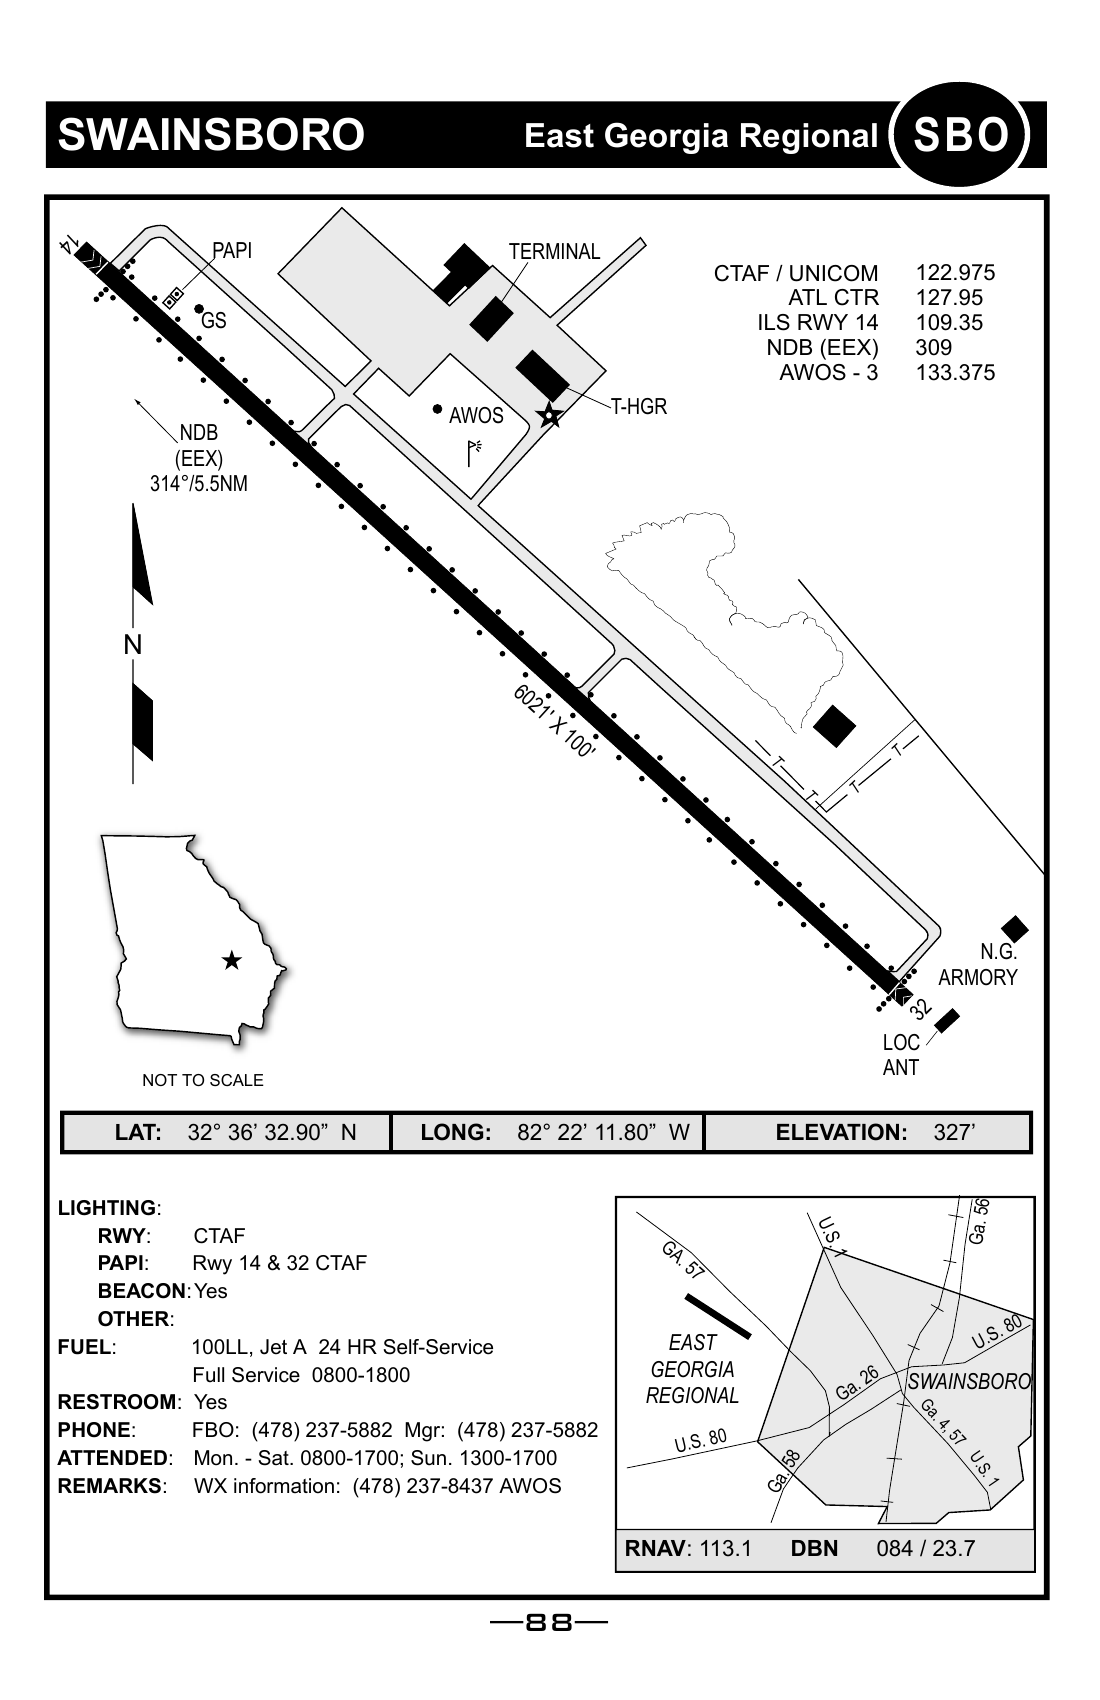 SWAINSBORO
East Georgia Regional
SBO
14
PAPI
GS
TERMINAL
CTAF / UNICOM 122.975
ATL CTR 127.95
ILS RWY 14 109.35
NDB (EEX) 309
AWOS - 3 133.375
T-HGR
AWOS
NDB
(EEX)
314°/5.5NM
N
6021' X 100'
T
T
T
T
N.G.
ARMORY
32
LOC
ANT
NOT TO SCALE
LAT: 32° 36’ 32.90” N LONG: 82° 22’ 11.80” W ELEVATION: 327’
LIGHTING:
RWY: CTAF
PAPI: Rwy 14 & 32 CTAF
BEACON: Yes
OTHER:
FUEL: 100LL, Jet A 24 HR Self-Service
Full Service 0800-1800
RESTROOM: Yes
PHONE: FBO: (478) 237-5882 Mgr: (478) 237-5882
ATTENDED: Mon. - Sat. 0800-1700; Sun. 1300-1700
REMARKS: WX information: (478) 237-8437 AWOS
GA. 57
U.S. 1
Ga. 56
EAST
GEORGIA
REGIONAL
U.S. 80
Ga. 26
SWAINSBORO
Ga. 4, 57
U.S. 80
U.S. 1
Ga. 58
RNAV: 113.1 DBN 084 / 23.7
88